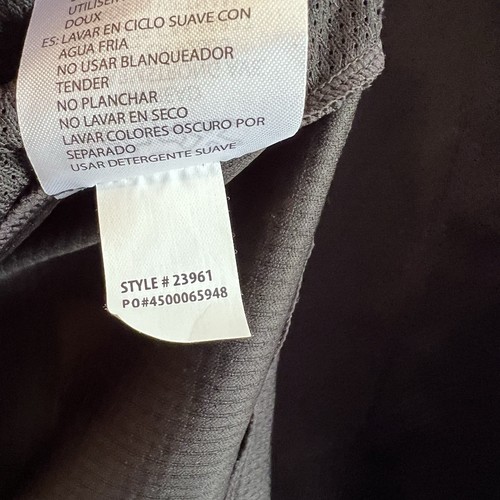 UTILISER
DOUX
ES: LAVAR EN CICLO SUAVE CON
AGUA FRIA
NO USAR BLANQUEADOR
TENDER
NO PLANCHAR
NO LAVAR EN SECO
LAVAR COLORES OSCURO POR
SEPARADO
USAR DETERGENTE SUAVE
STYLE # 23961
PO#4500065948